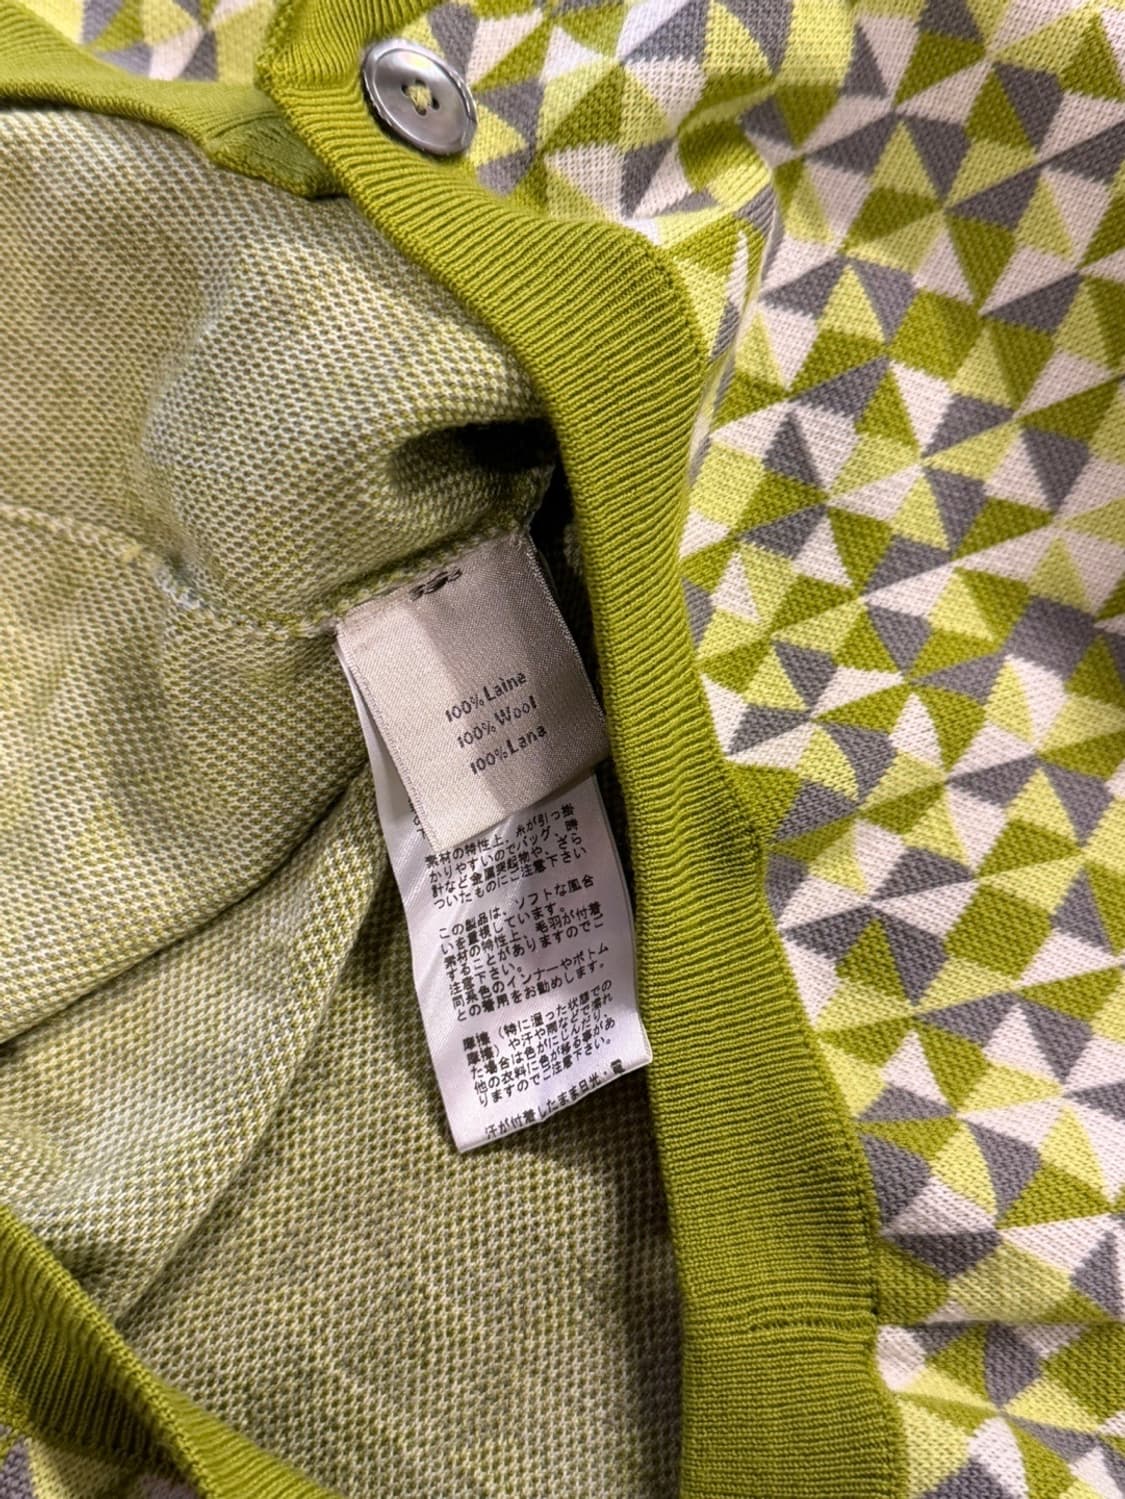 100% Laine
100% Wool
100% Lana
素材の特性上、糸が引っ掛
かりやすいのでバッグ、
針など金属突起物や、
ついたものにご注意下さい
この製品は、ソフトな風合
いを重視しています。
素材の特性上、毛羽が付着
することがありますのでご
注意下さい。
同系色のインナーやボトム
との着用をお勧めします。
摩擦（特に湿った状態での
摩擦）や汗や雨などで濡れ
た場合は色がにじんだり、
他の衣料に色が移る事があ
りますのでご注意下さい。
汗が付着したまま日光、